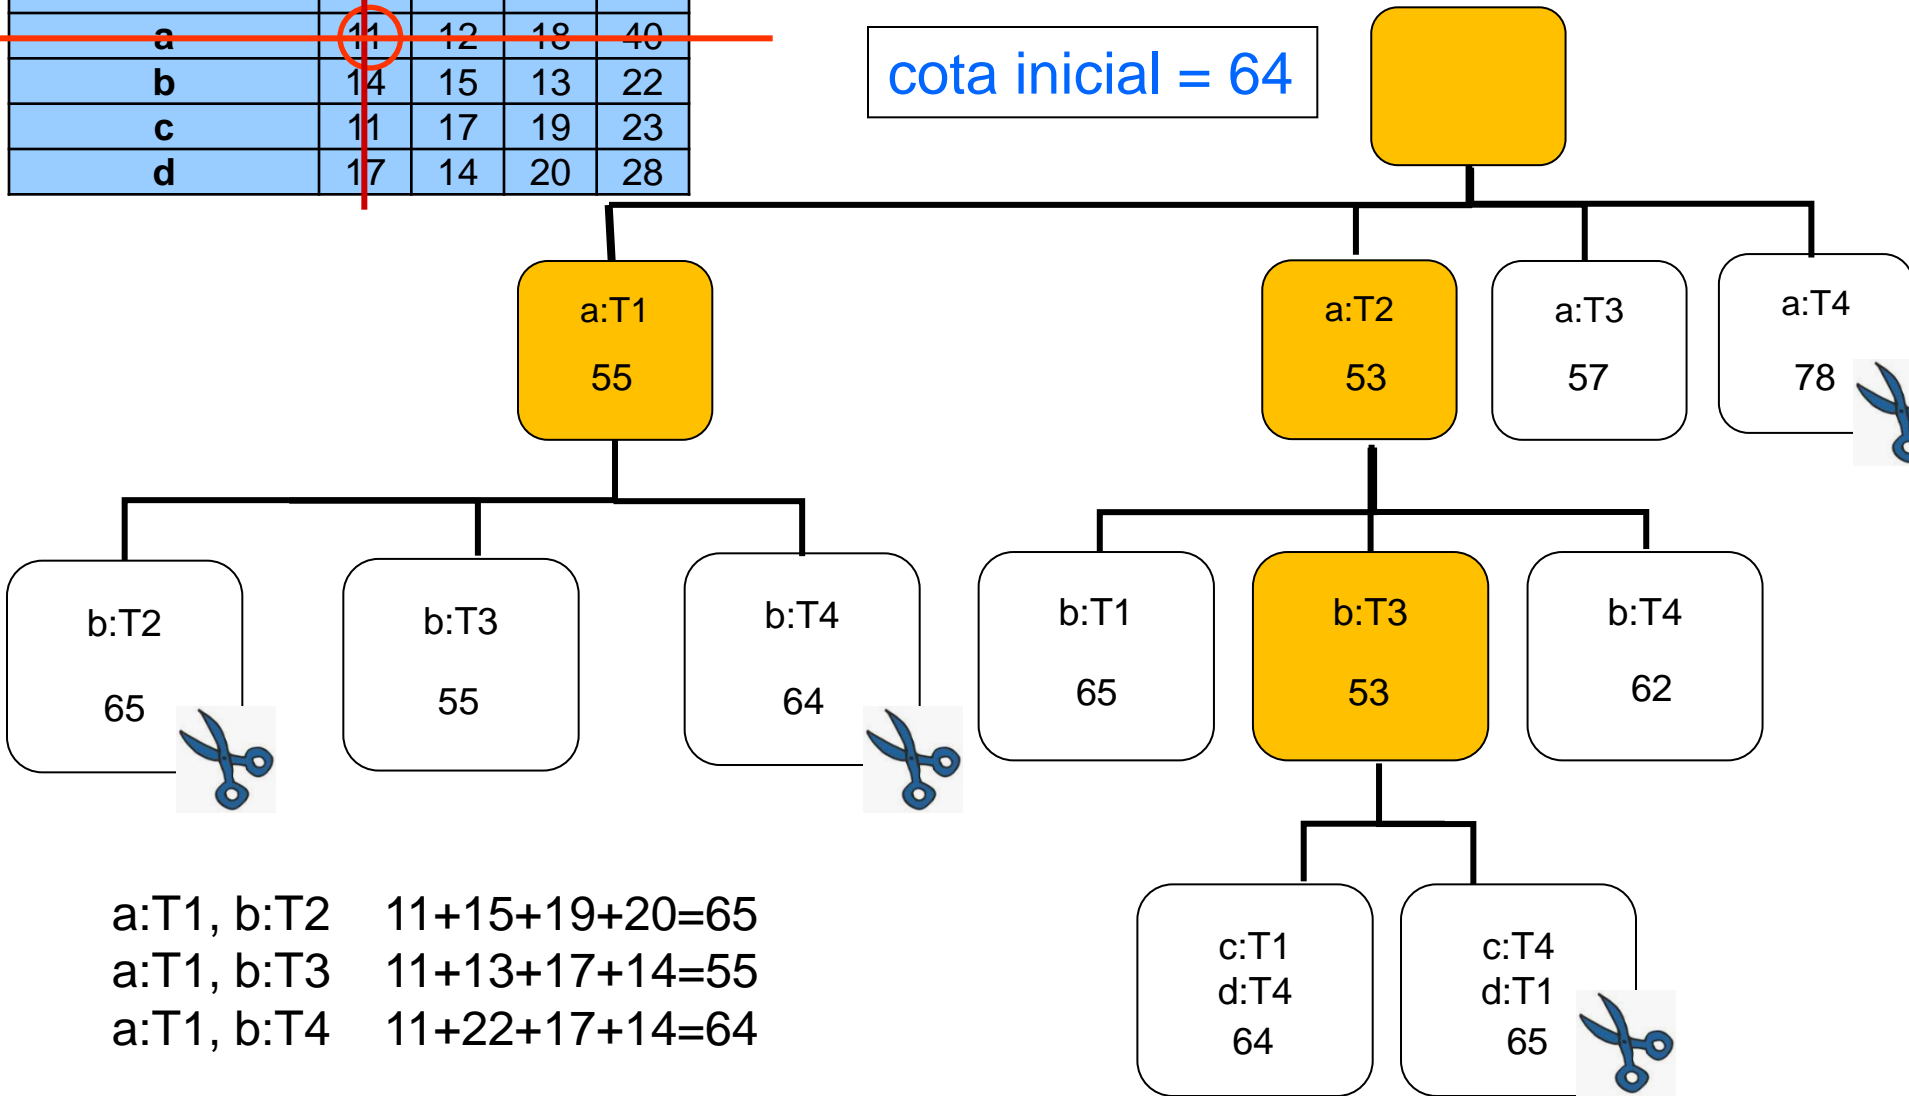 a 11 12 18 40
b 14 15 13 22
c 11 17 19 23
d 17 14 20 28
cota inicial = 64
a:T1
55
a:T2
53
a:T3
57
a:T4
78
b:T2
65
b:T3
55
b:T4
64
b:T1
65
b:T3
53
b:T4
62
c:T1
d:T4
64
c:T4
d:T1
65
a:T1, b:T2 11+15+19+20=65
a:T1, b:T3 11+13+17+14=55
a:T1, b:T4 11+22+17+14=64